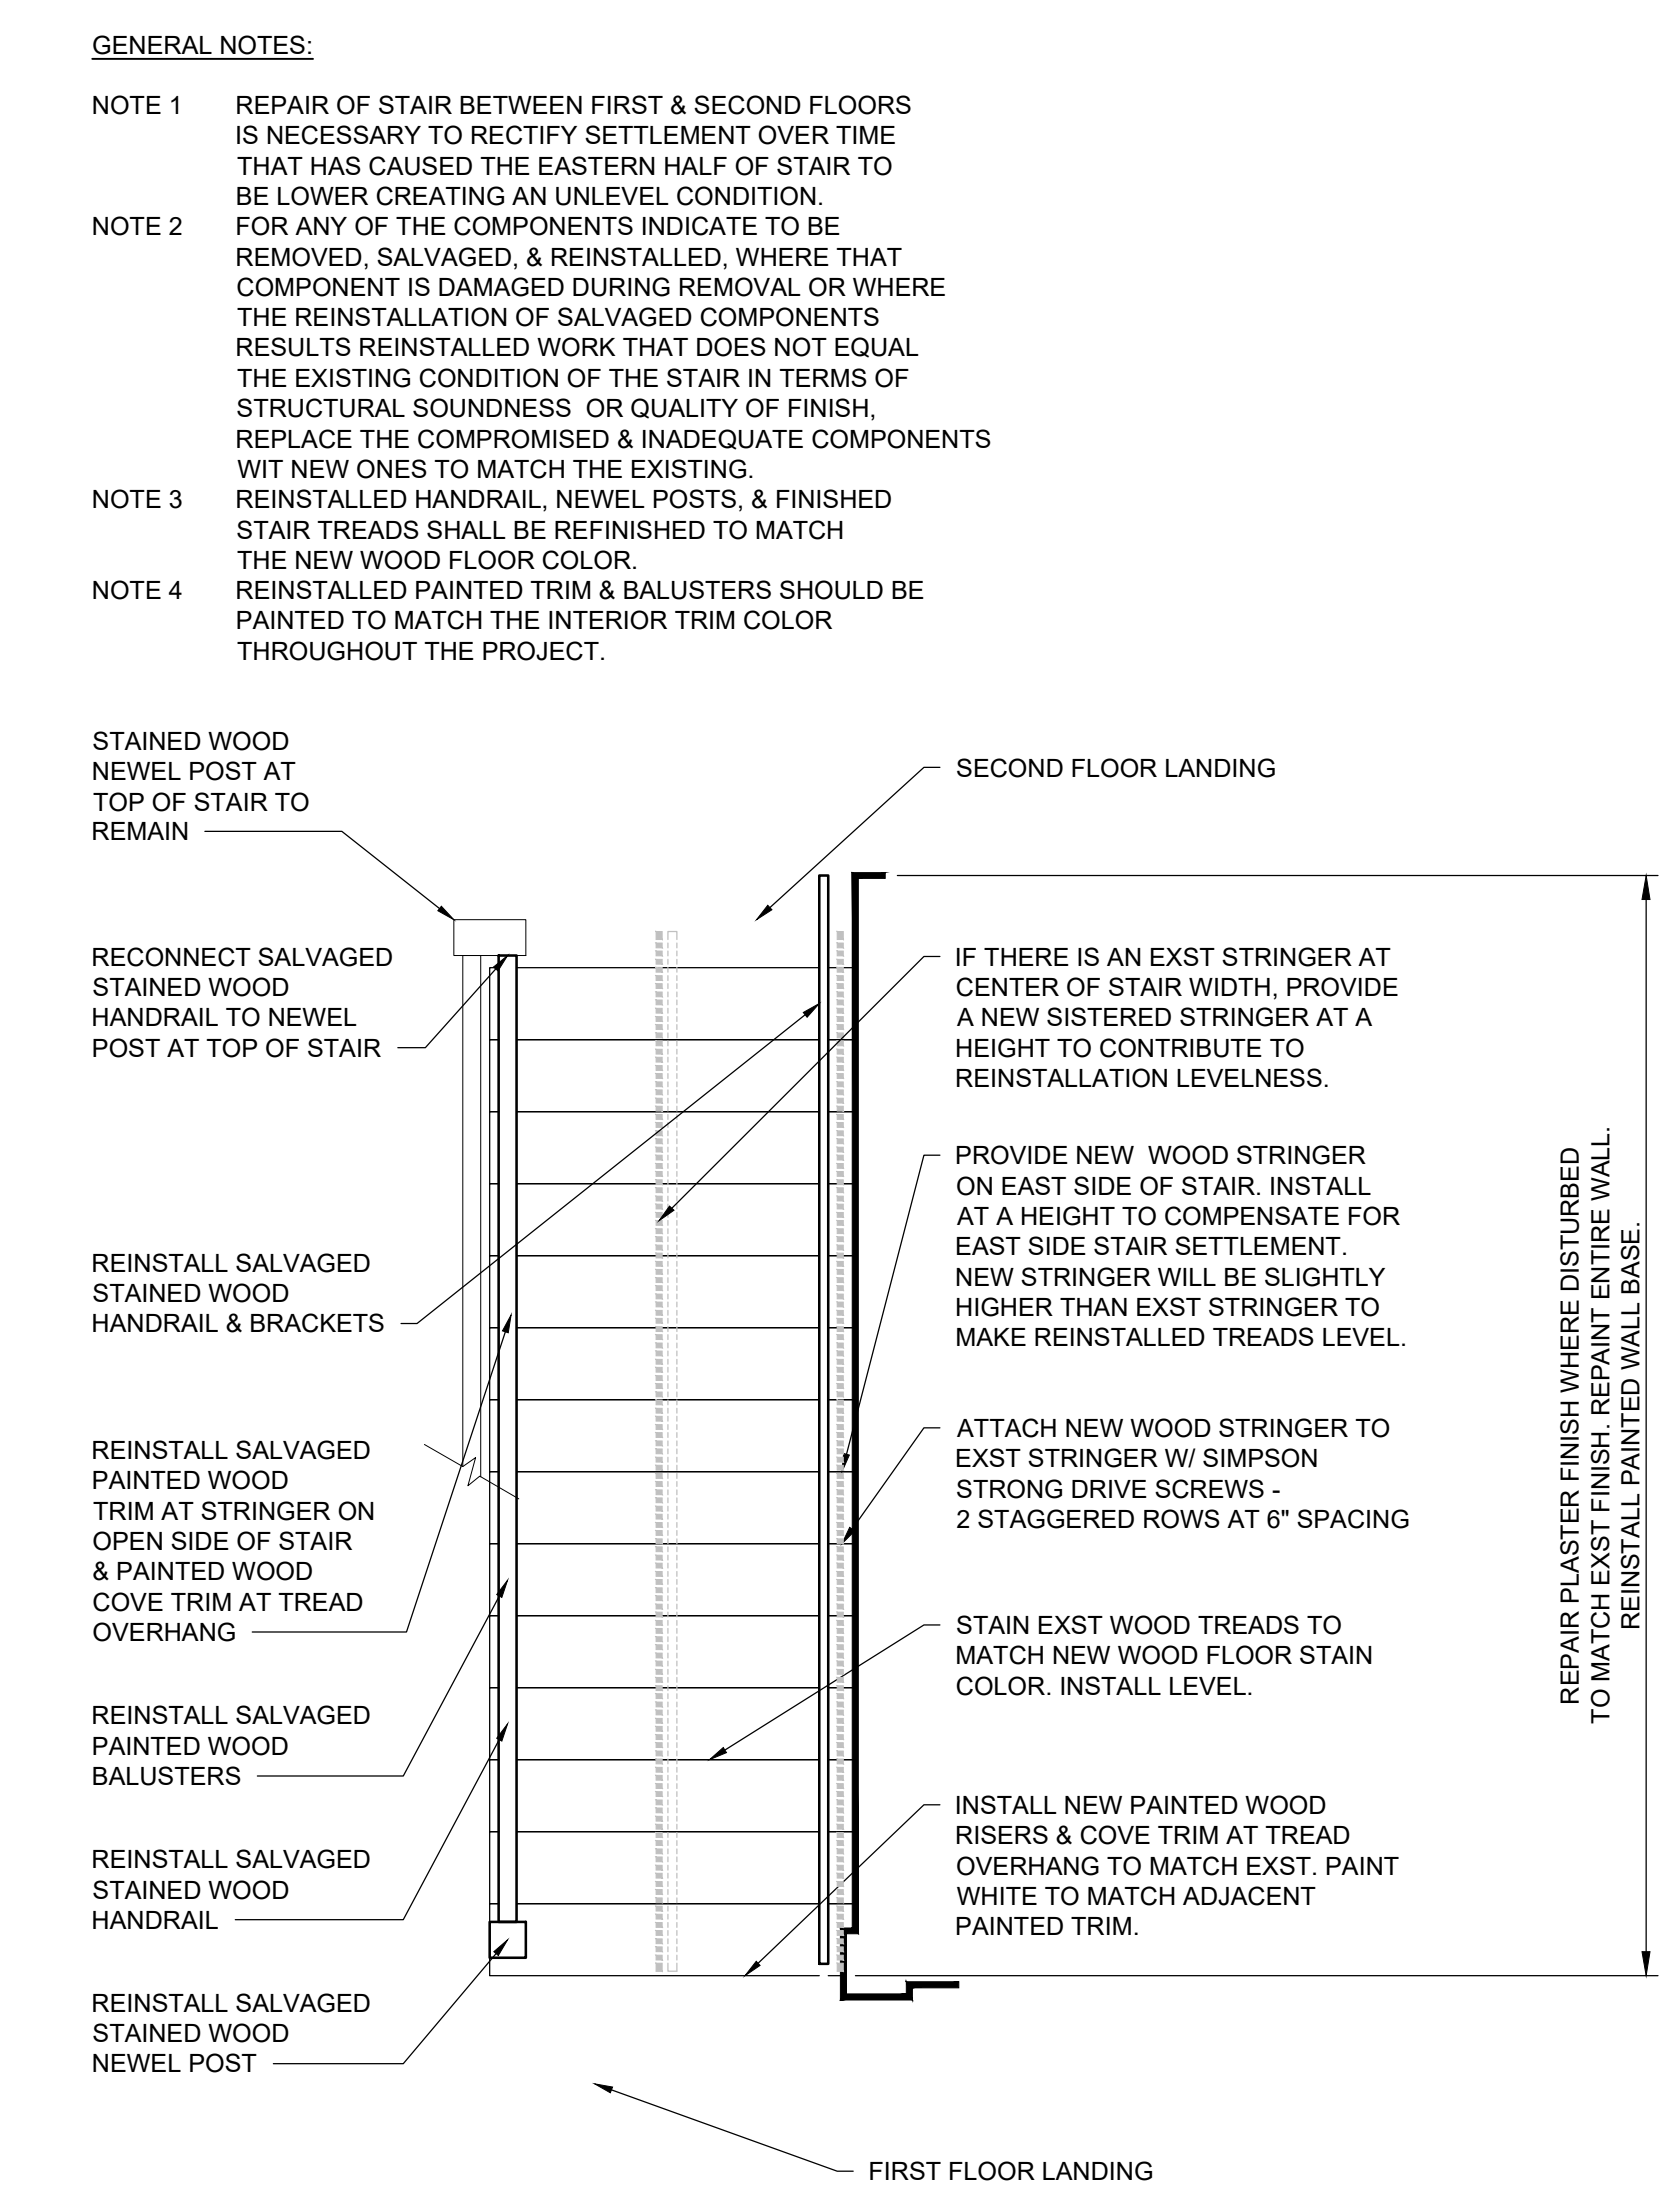 GENERAL NOTES:
NOTE 1 REPAIR OF STAIR BETWEEN FIRST & SECOND FLOORS
IS NECESSARY TO RECTIFY SETTLEMENT OVER TIME
THAT HAS CAUSED THE EASTERN HALF OF STAIR TO
BE LOWER CREATING AN UNLEVEL CONDITION.
NOTE 2 FOR ANY OF THE COMPONENTS INDICATE TO BE
REMOVED, SALVAGED, & REINSTALLED, WHERE THAT
COMPONENT IS DAMAGED DURING REMOVAL OR WHERE
THE REINSTALLATION OF SALVAGED COMPONENTS
RESULTS REINSTALLED WORK THAT DOES NOT EQUAL
THE EXISTING CONDITION OF THE STAIR IN TERMS OF
STRUCTURAL SOUNDNESS OR QUALITY OF FINISH,
REPLACE THE COMPROMISED & INADEQUATE COMPONENTS
WIT NEW ONES TO MATCH THE EXISTING.
NOTE 3 REINSTALLED HANDRAIL, NEWEL POSTS, & FINISHED
STAIR TREADS SHALL BE REFINISHED TO MATCH
THE NEW WOOD FLOOR COLOR.
NOTE 4 REINSTALLED PAINTED TRIM & BALUSTERS SHOULD BE
PAINTED TO MATCH THE INTERIOR TRIM COLOR
THROUGHOUT THE PROJECT.
STAINED WOOD
NEWEL POST AT
TOP OF STAIR TO
REMAIN
RECONNECT SALVAGED
STAINED WOOD
HANDRAIL TO NEWEL
POST AT TOP OF STAIR
REINSTALL SALVAGED
STAINED WOOD
HANDRAIL & BRACKETS
REINSTALL SALVAGED
PAINTED WOOD
TRIM AT STRINGER ON
OPEN SIDE OF STAIR
& PAINTED WOOD
COVE TRIM AT TREAD
OVERHANG
REINSTALL SALVAGED
PAINTED WOOD
BALUSTERS
REINSTALL SALVAGED
STAINED WOOD
HANDRAIL
REINSTALL SALVAGED
STAINED WOOD
NEWEL POST
SECOND FLOOR LANDING
IF THERE IS AN EXST STRINGER AT
CENTER OF STAIR WIDTH, PROVIDE
A NEW SISTERED STRINGER AT A
HEIGHT TO CONTRIBUTE TO
REINSTALLATION LEVELNESS.
PROVIDE NEW WOOD STRINGER
ON EAST SIDE OF STAIR. INSTALL
AT A HEIGHT TO COMPENSATE FOR
EAST SIDE STAIR SETTLEMENT.
NEW STRINGER WILL BE SLIGHTLY
HIGHER THAN EXST STRINGER TO
MAKE REINSTALLED TREADS LEVEL.
ATTACH NEW WOOD STRINGER TO
EXST STRINGER W/ SIMPSON
STRONG DRIVE SCREWS -
2 STAGGERED ROWS AT 6" SPACING
STAIN EXST WOOD TREADS TO
MATCH NEW WOOD FLOOR STAIN
COLOR. INSTALL LEVEL.
INSTALL NEW PAINTED WOOD
RISERS & COVE TRIM AT TREAD
OVERHANG TO MATCH EXST. PAINT
WHITE TO MATCH ADJACENT
PAINTED TRIM.
FIRST FLOOR LANDING
REPAIR PLASTER FINISH WHERE DISTURBED
TO MATCH EXST FINISH. REPAINT ENTIRE WALL.
REINSTALL PAINTED WALL BASE.